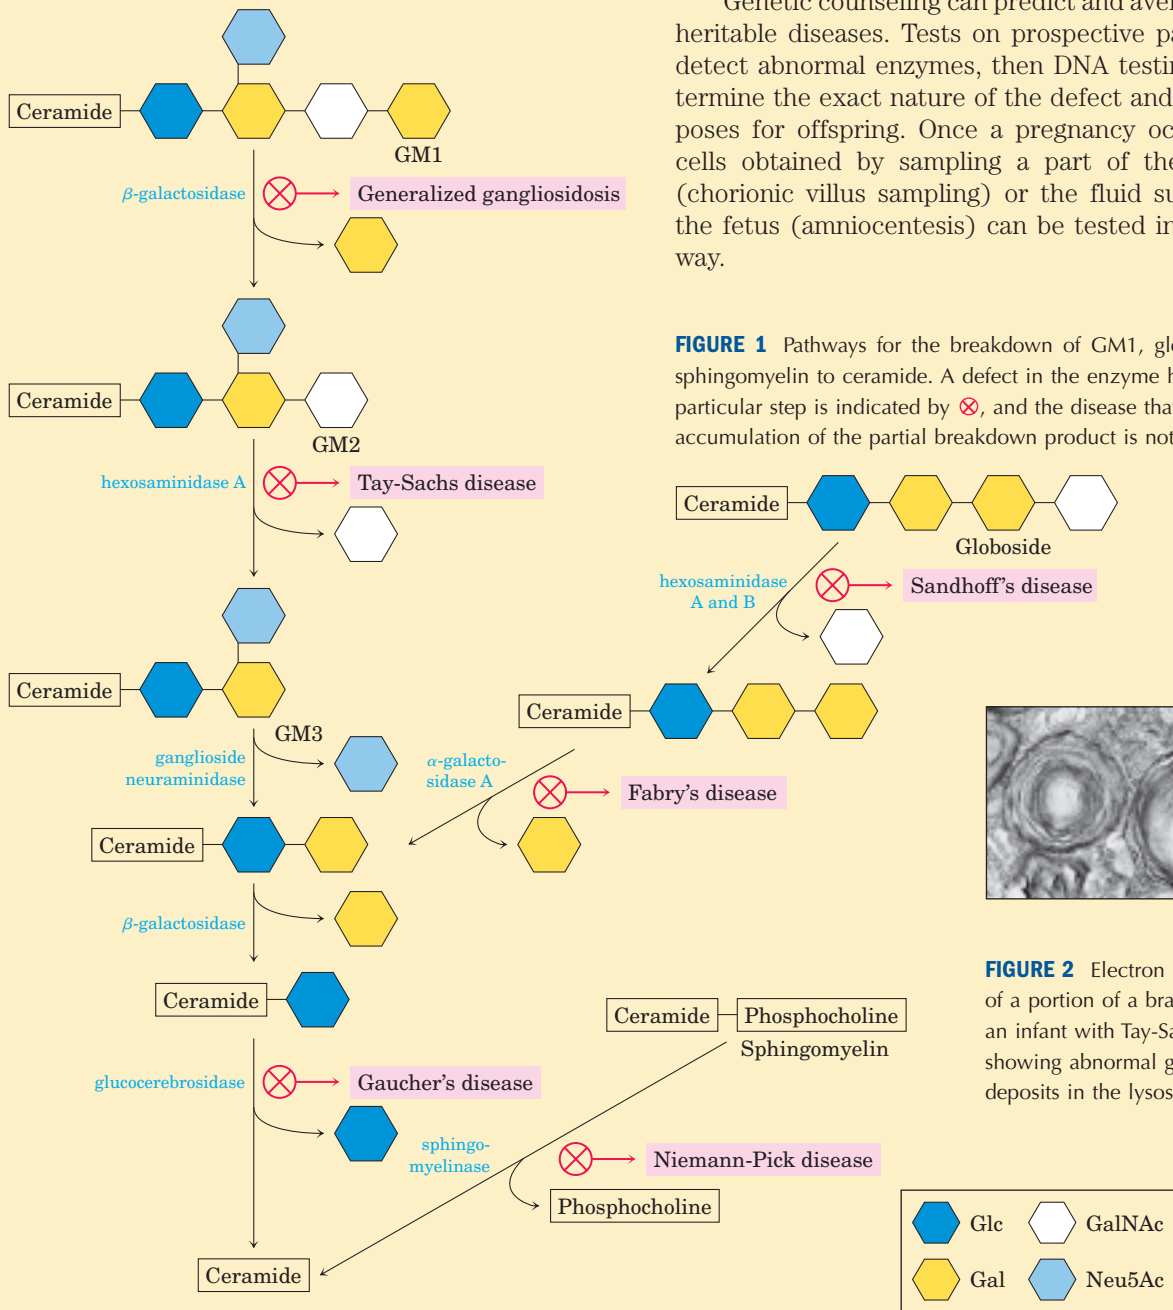 Genetic counseling can predict and aver
heritable diseases. Tests on prospective pa
detect abnormal enzymes, then DNA testin
termine the exact nature of the defect and
poses for offspring. Once a pregnancy oc
cells obtained by sampling a part of the
(chorionic villus sampling) or the fluid su
the fetus (amniocentesis) can be tested in
way.
FIGURE 1 Pathways for the breakdown of GM1, glo
sphingomyelin to ceramide. A defect in the enzyme h
particular step is indicated by ⊗, and the disease tha
accumulation of the partial breakdown product is not
Ceramide
GM1
β-galactosidase
Generalized gangliosidosis
Ceramide
GM2
hexosaminidase A
Tay-Sachs disease
Ceramide
GM3
ganglioside
neuraminidase
Ceramide
Globoside
hexosaminidase
A and B
Sandhoff's disease
Ceramide
α-galacto-
sidase A
Fabry's disease
Ceramide
β-galactosidase
Ceramide
glucocerebrosidase
Gaucher's disease
Ceramide
Phosphocholine
Sphingomyelin
sphingo-
myelinase
Niemann-Pick disease
Phosphocholine
Ceramide
FIGURE 2 Electron
of a portion of a bra
an infant with Tay-Sa
showing abnormal g
deposits in the lysos
Glc
GalNAc
Gal
Neu5Ac